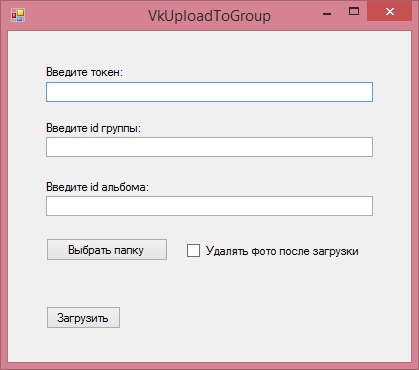 VkUploadToGroup
Введите токен:
Введите id группы:
Введите id альбома:
Выбрать папку
Удалять фото после загрузки
Загрузить